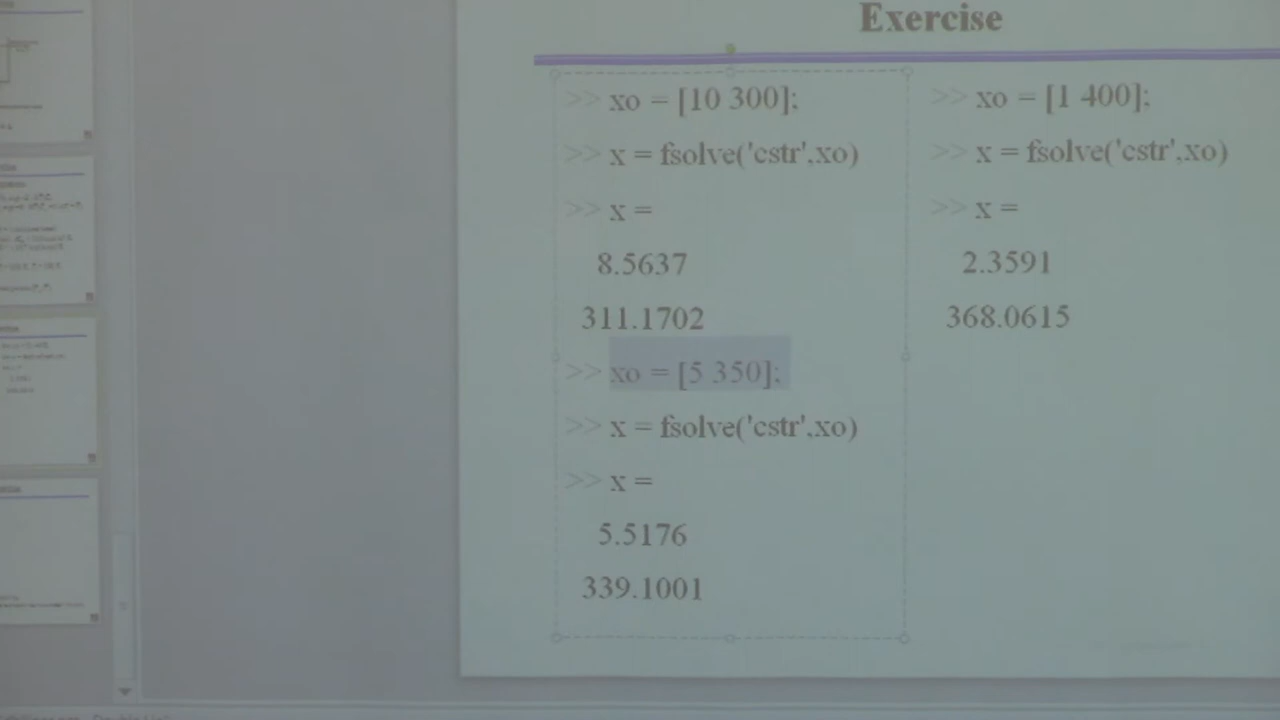 Exercise
>> xo = [10 300];
>> x = fsolve('cstr',xo)
>> x =
8.5637
311.1702
>> xo = [5 350];
>> x = fsolve('cstr',xo)
>> x =
5.5176
339.1001
>> xo = [1 400];
>> x = fsolve('cstr',xo)
>> x =
2.3591
368.0615